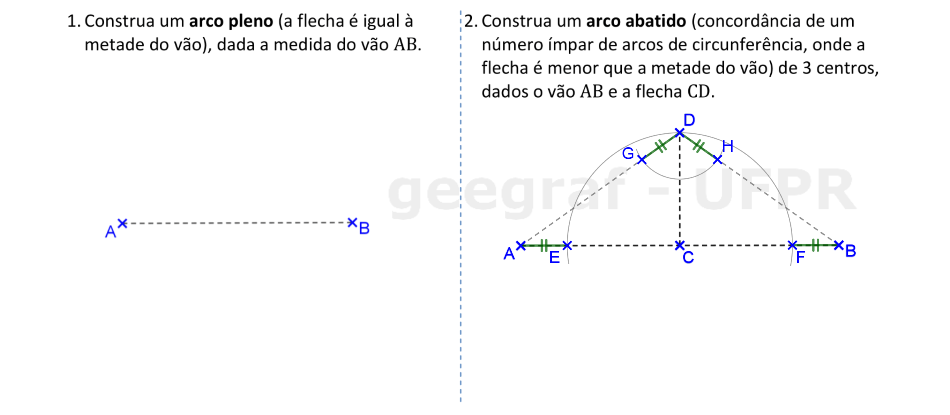 1. Construa um arco pleno (a flecha é igual à
metade do vão), dada a medida do vão AB.
A
B
2. Construa um arco abatido (concordância de um
número ímpar de arcos de circunferência, onde a
flecha é menor que a metade do vão) de 3 centros,
dados o vão AB e a flecha CD.
D
G
H
geegraf - UFPR
A
E
C
F
B